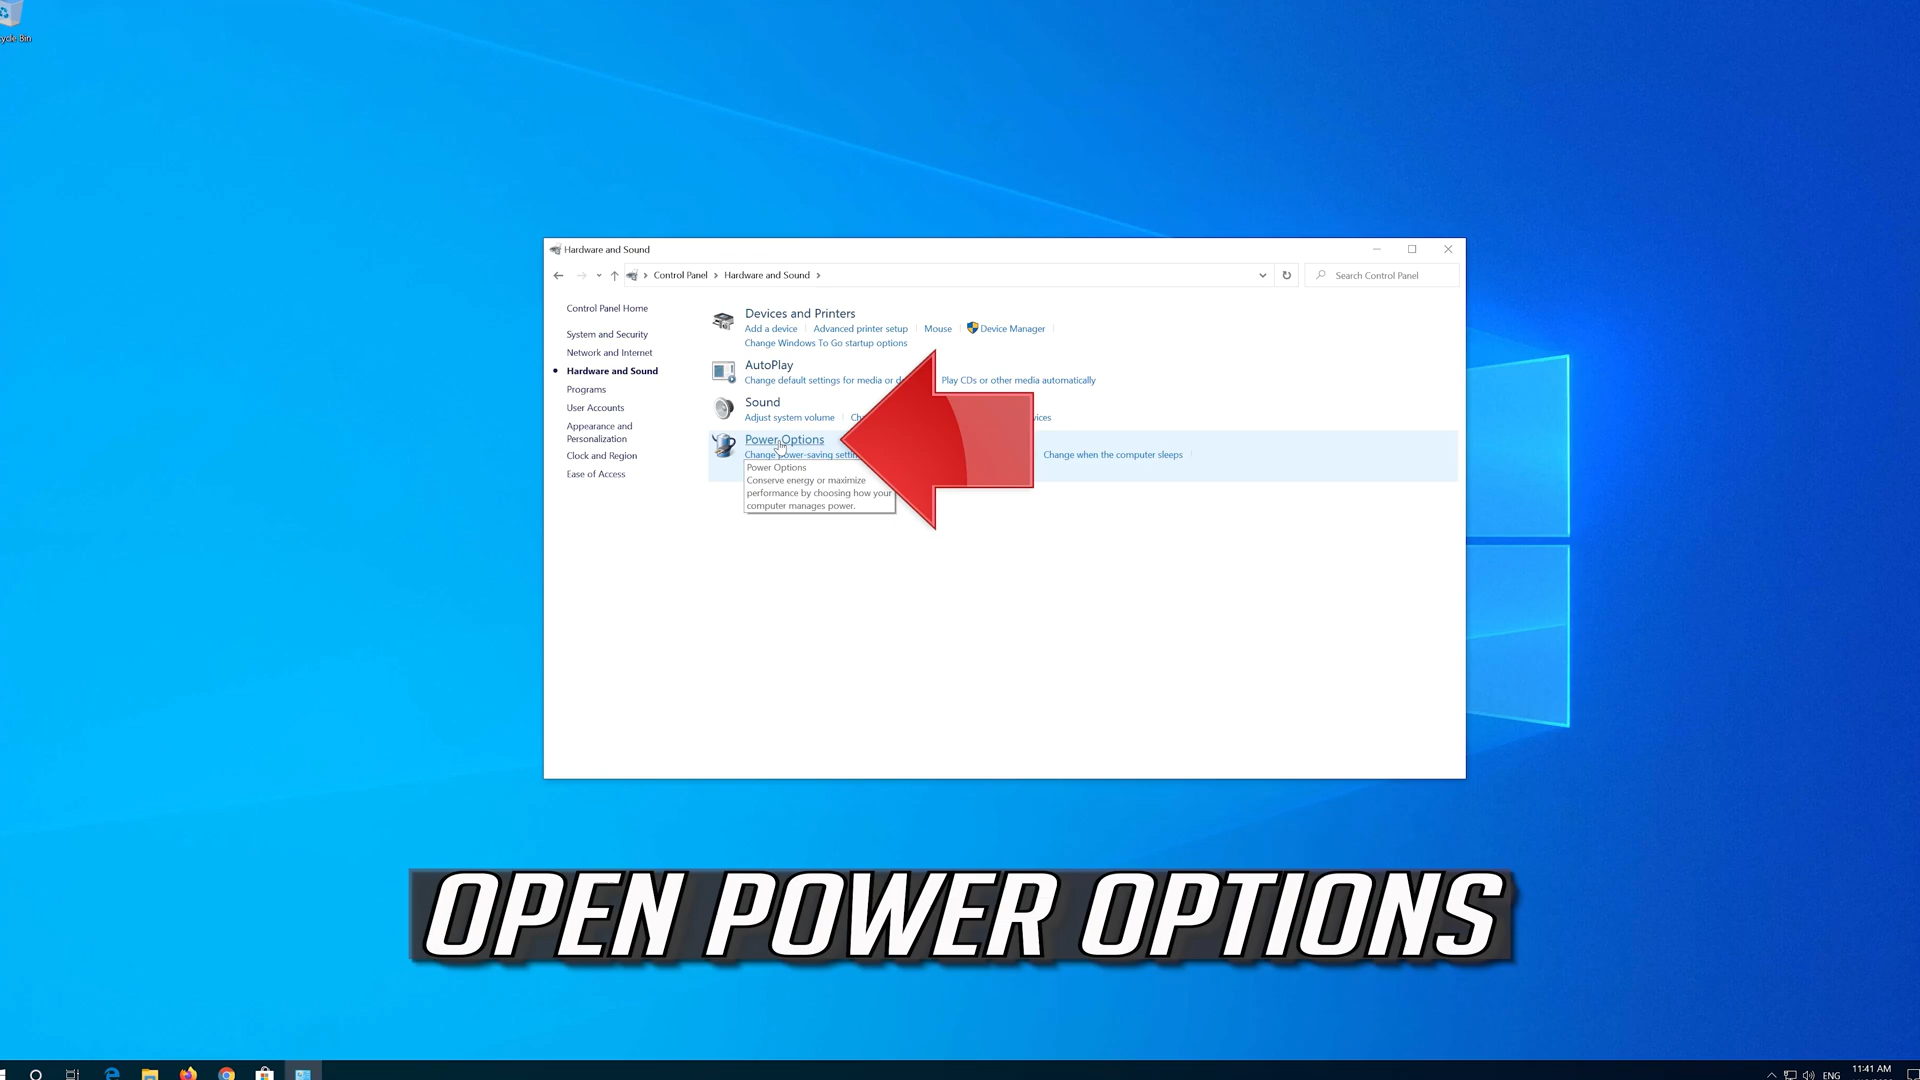 cycle Bin
Hardware and Sound
Control Panel
Hardware and Sound
Search Control Panel
Control Panel Home
System and Security
Network and Internet
Hardware and Sound
Programs
User Accounts
Appearance and
Personalization
Clock and Region
Ease of Access
Devices and Printers
Add a device
Advanced printer setup
Mouse
Device Manager
Change Windows To Go startup options
AutoPlay
Change default settings for media or
Play CDs or other media automatically
Sound
Adjust system volume
Power Options
Change power-saving
Change when the computer sleeps
Power Options
Conserve energy or maximize
performance by choosing how your
computer manages power.
OPEN POWER OPTIONS
ENG
11:41 AM